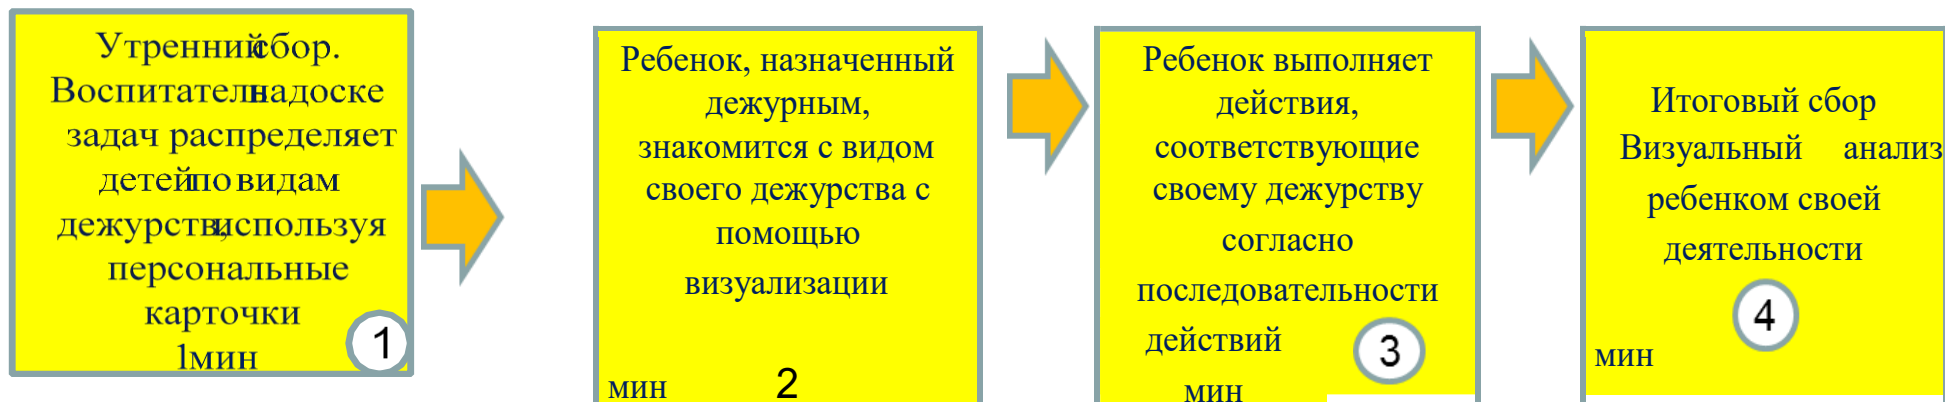 Утренний сбор.
Воспитатель на доске
задач распределяет
детей по видам
дежурств, используя
персональные
карточки
1мин
1
Ребенок, назначенный
дежурным,
знакомится с видом
своего дежурства с
помощью
визуализации
мин 2
Ребенок выполняет
действия,
соответствующие
своему дежурству
согласно
последовательности
действий
3
мин
Итоговый сбор
Визуальный анализ
ребенком своей
деятельности
4
мин